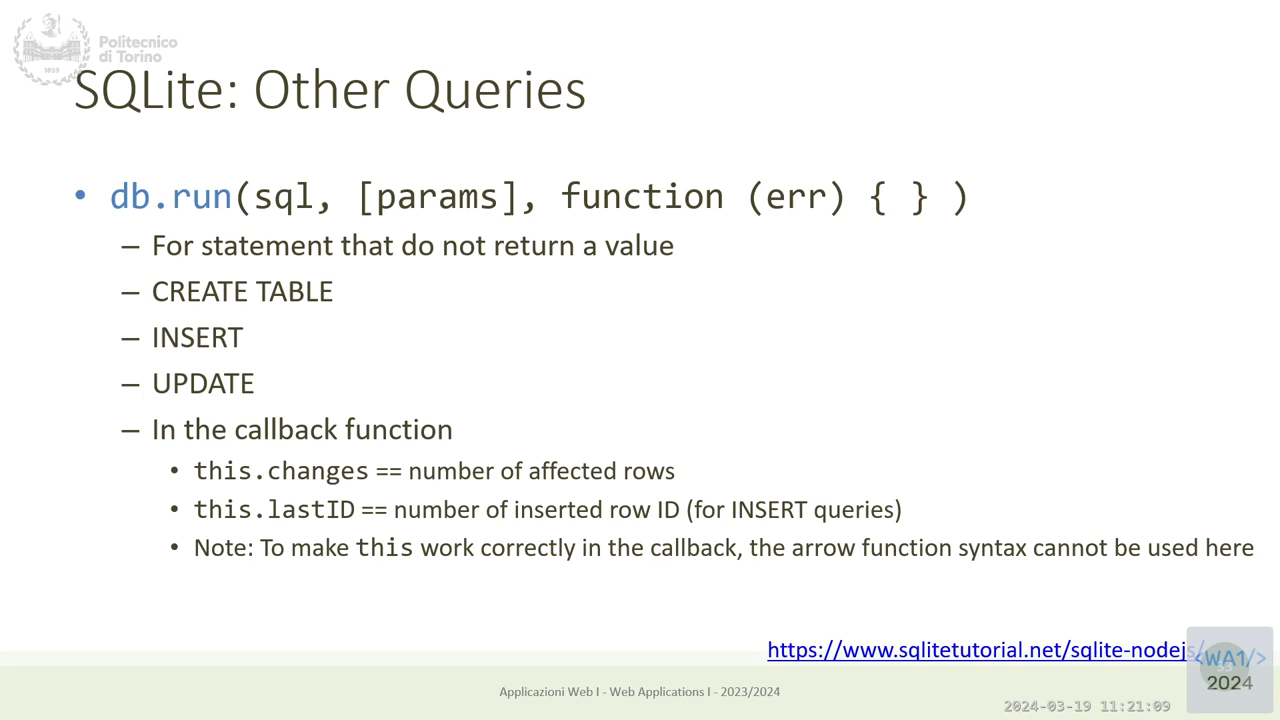 Politecnico
di Torino
1859
SQLite: Other Queries
• db.run(sql, [params], function (err) { } )
– For statement that do not return a value
– CREATE TABLE
– INSERT
– UPDATE
– In the callback function
• this.changes == number of affected rows
• this.lastID == number of inserted row ID (for INSERT queries)
• Note: To make this work correctly in the callback, the arrow function syntax cannot be used here
https://www.sqlitetutorial.net/sqlite-nodejs/
<WA1/>
2024
Applicazioni Web I - Web Applications I - 2023/2024
2024-03-19 11:21:09